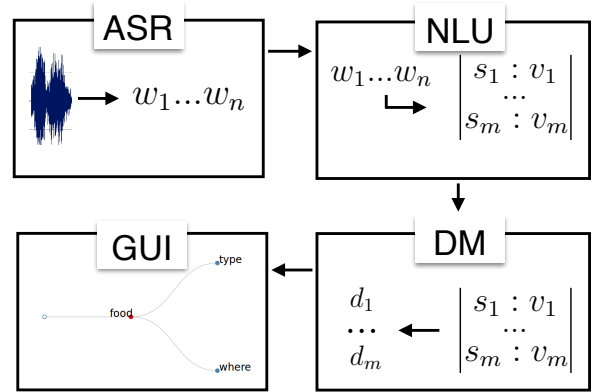 ASR
w₁...wₙ
NLU
w₁...wₙ
s₁ : v₁
...
sₘ : vₘ
GUI
type
food
where
DM
d₁
...
dₘ
s₁ : v₁
...
sₘ : vₘ